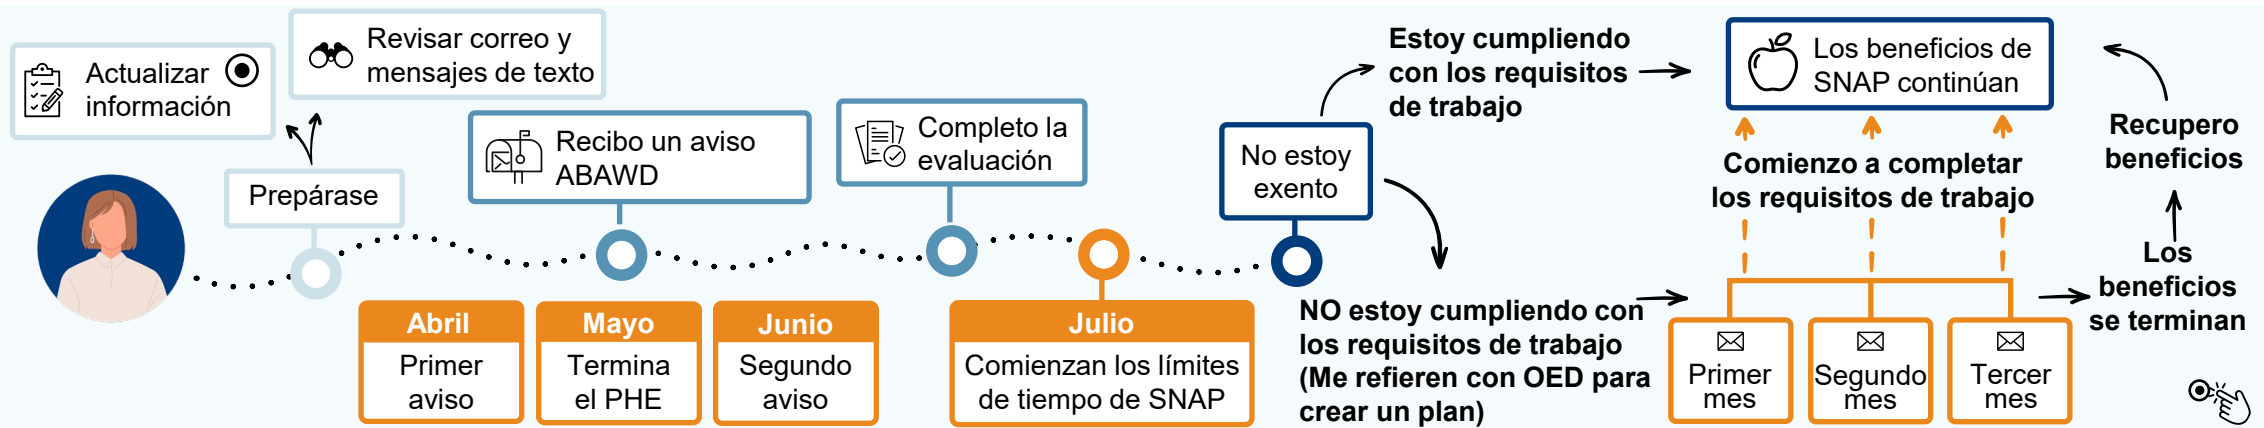 Actualizar
información
Revisar correo y
mensajes de texto
Prepárase
Recibo un aviso
ABAWD
Completo la
evaluación
Abril
Primer
aviso
Mayo
Termina
el PHE
Junio
Segundo
aviso
Julio
Comienzan los límites
de tiempo de SNAP
No estoy
exento
Estoy cumpliendo
con los requisitos
de trabajo
NO estoy cumpliendo con
los requisitos de trabajo
(Me refieren con OED para
crear un plan)
Los beneficios de
SNAP continúan
Comienzo a completar
los requisitos de trabajo
Primer
mes
Segundo
mes
Tercer
mes
Los
beneficios
se terminan
Recupero
beneficios